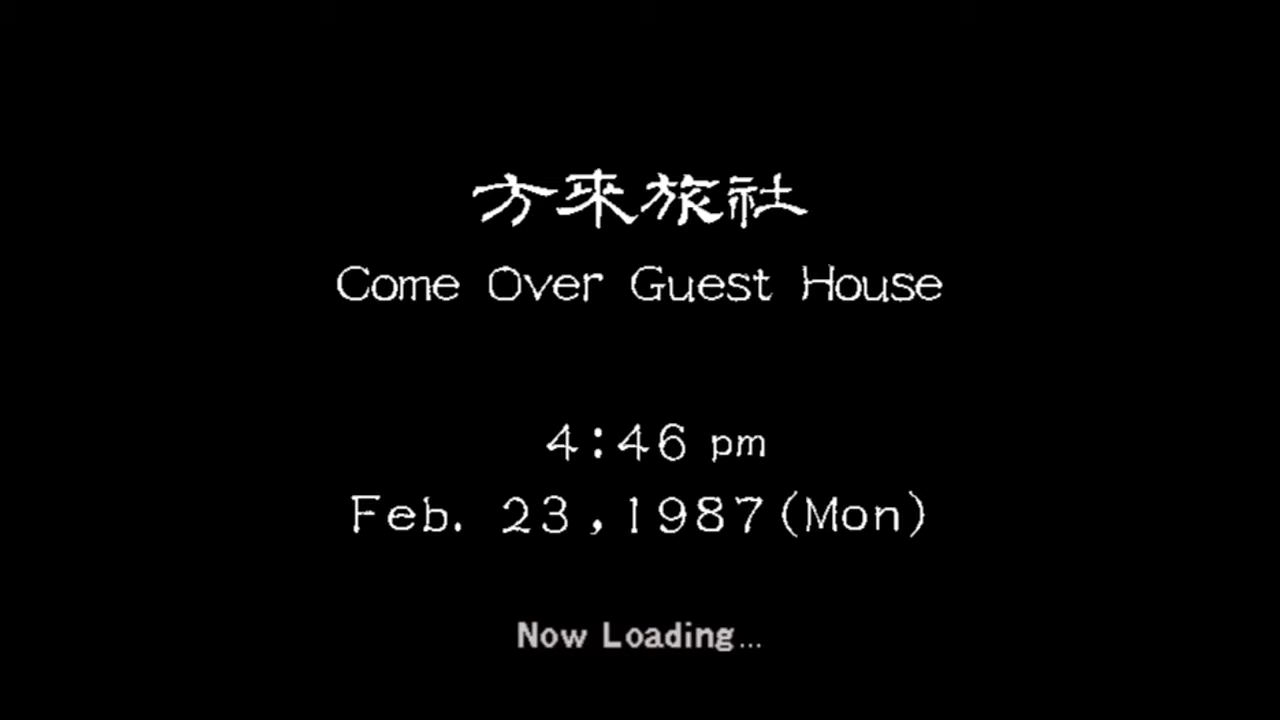 方來旅社
Come Over Guest House
4:46 pm
Feb. 23,1987(Mon)
Now Loading...